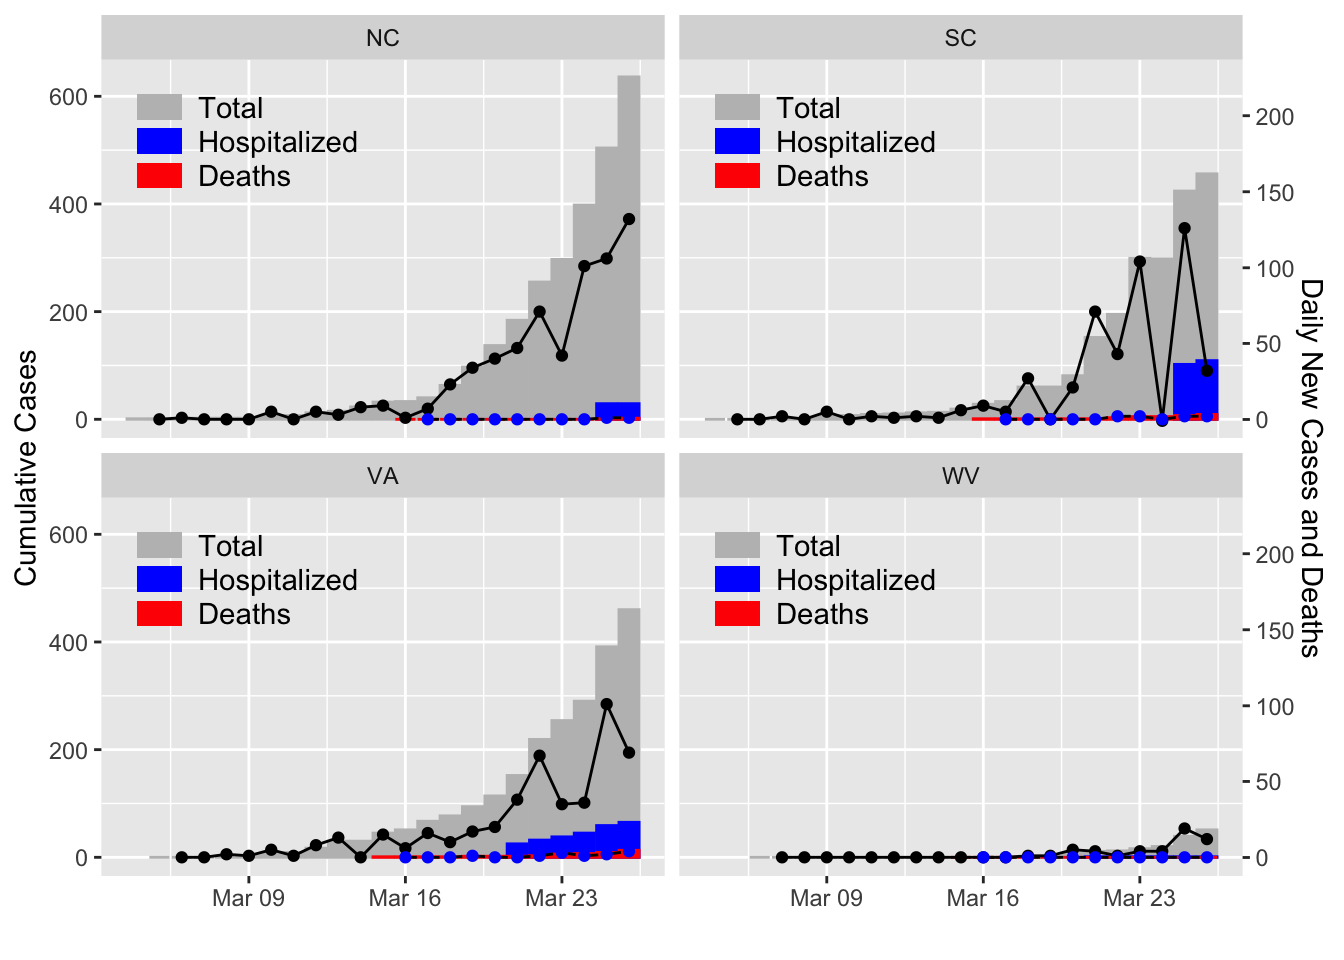 NC
SC
600
400
200
0
Total
Hospitalized
Deaths
Total
Hospitalized
Deaths
200
150
100
50
0
VA
WV
600
400
200
0
Total
Hospitalized
Deaths
Total
Hospitalized
Deaths
200
150
100
50
0
Mar 09
Mar 16
Mar 23
Mar 09
Mar 16
Mar 23
Cumulative Cases
Daily New Cases and Deaths